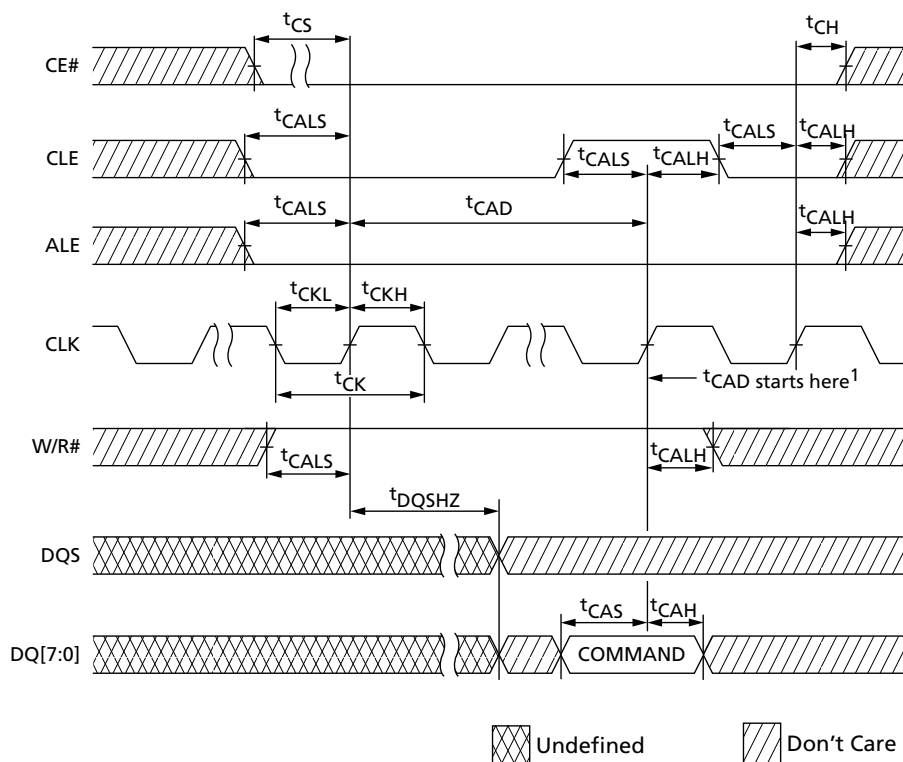 tCS
tCH
CE#
tCALS
tCALS
tCALH
CLE
tCALS
tCALH
tCALS
tCAD
tCALH
ALE
tCKL
tCKH
CLK
tCK
tCAD starts here1
W/R#
tCALS
tCALH
tDQSHZ
DQS
tCAS
tCAH
DQ[7:0]
COMMAND
Undefined
Don't Care